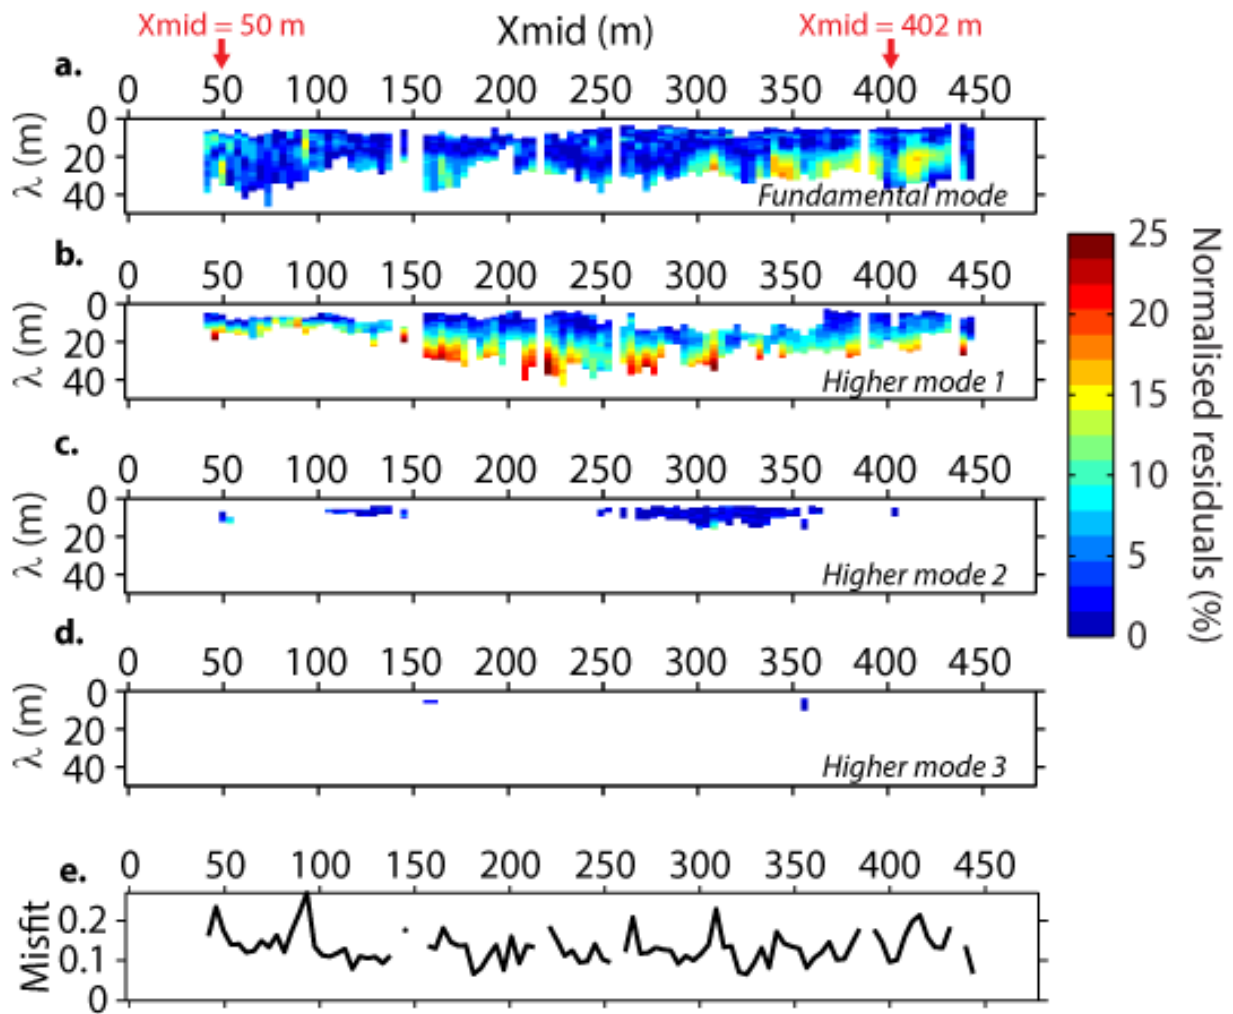 Xmid = 50 m Xmid (m) Xmid = 402 m
a.
0 50 100 150 200 250 300 350 400 450
0
20
40
λ (m)
Fundamental mode
b.
0 50 100 150 200 250 300 350 400 450
0
20
40
λ (m)
Higher mode 1
c.
0 50 100 150 200 250 300 350 400 450
0
20
40
λ (m)
Higher mode 2
d.
0 50 100 150 200 250 300 350 400 450
0
20
40
λ (m)
Higher mode 3
25
20
15
10
5
0
Normalised residuals (%)
e.
0 50 100 150 200 250 300 350 400 450
0.2
0.1
0
Misfit